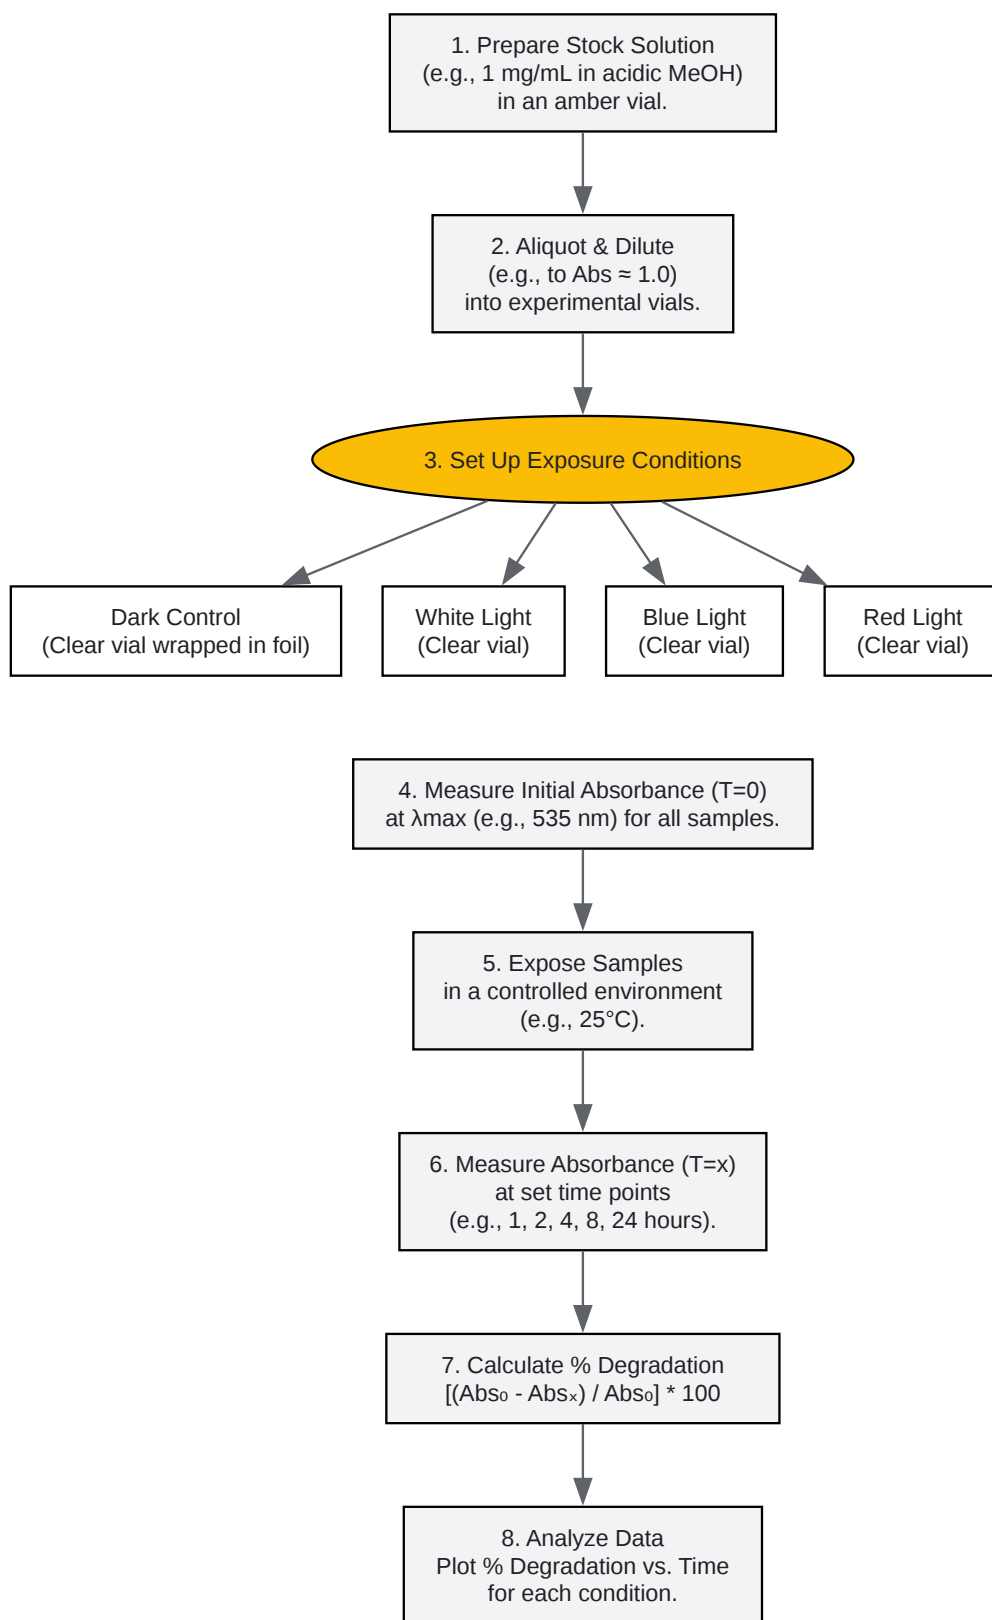 1. Prepare Stock Solution
(e.g., 1 mg/mL in acidic MeOH)
in an amber vial.
2. Aliquot & Dilute
(e.g., to Abs ≈ 1.0)
into experimental vials.
3. Set Up Exposure Conditions
Dark Control
(Clear vial wrapped in foil)
White Light
(Clear vial)
Blue Light
(Clear vial)
Red Light
(Clear vial)
4. Measure Initial Absorbance (T=0)
at λmax (e.g., 535 nm) for all samples.
5. Expose Samples
in a controlled environment
(e.g., 25°C).
6. Measure Absorbance (T=x)
at set time points
(e.g., 1, 2, 4, 8, 24 hours).
7. Calculate % Degradation
[(Abs₀ - Absₓ) / Abs₀] * 100
8. Analyze Data
Plot % Degradation vs. Time
for each condition.